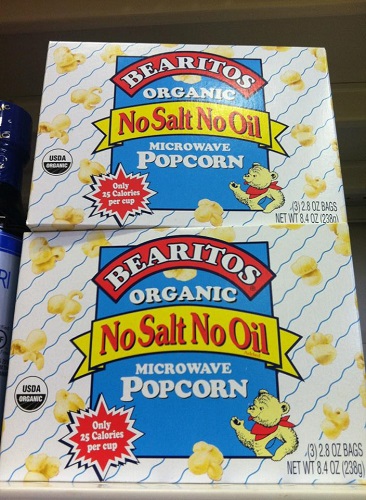 BEARITOS
ORGANIC
No Salt No Oil
MICROWAVE
POPCORN
USDA
ORGANIC
Only
25 Calories
per cup
(3) 2.8 OZ BAGS
NET WT 8.4 OZ (238g)
BEARITOS
ORGANIC
No Salt No Oil
MICROWAVE
POPCORN
USDA
ORGANIC
Only
25 Calories
per cup
(3) 2.8 OZ BAGS
NET WT 8.4 OZ (238g)
RI